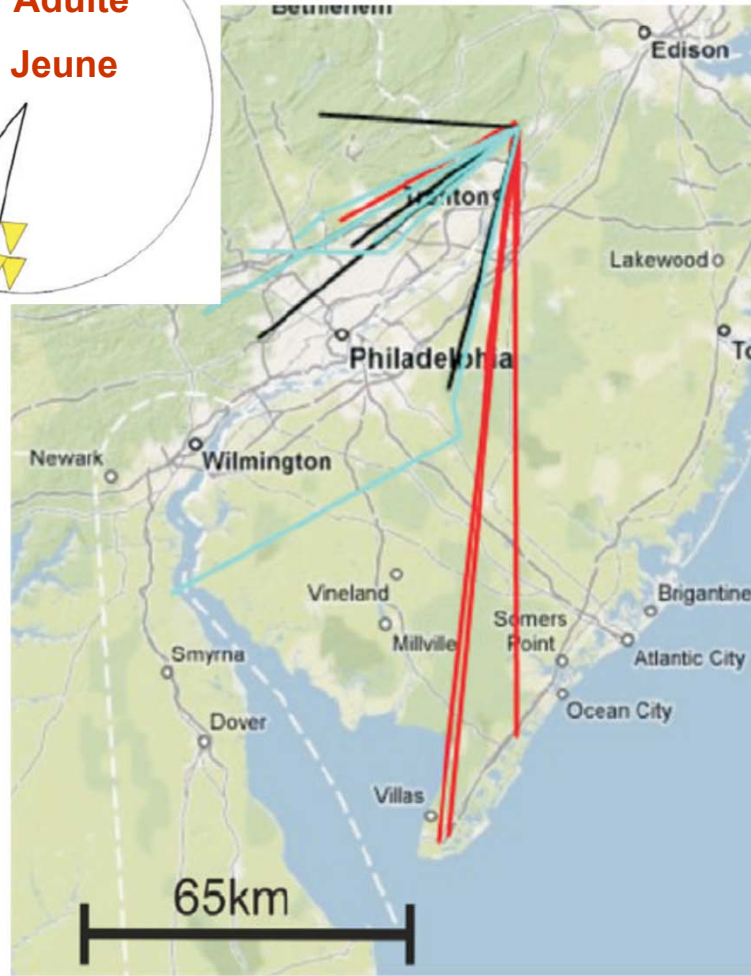 Adulte
Jeune
Bethlehem
Edison
Trenton
Lakewood
Philadelphia
Newark
Wilmington
Vineland
Millville
Somers
Point
Brigantine
Atlantic City
Smyrna
Ocean City
Dover
Villas
65km